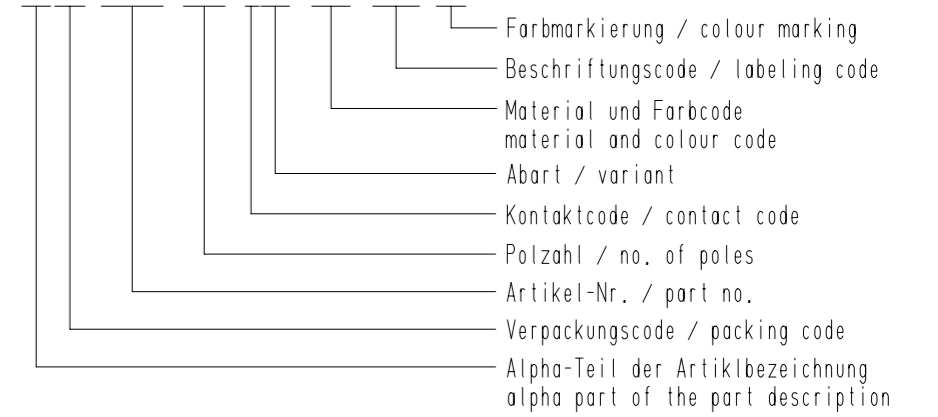 Farbmarkierung / colour marking
Beschriftungscode / labeling code
Material und Farbcode
material and colour code
Abart / variant
Kontaktcode / contact code
Polzahl / no. of poles
Artikel-Nr. / part no.
Verpackungscode / packing code
Alpha-Teil der Artiklbezeichnung
alpha part of the part description